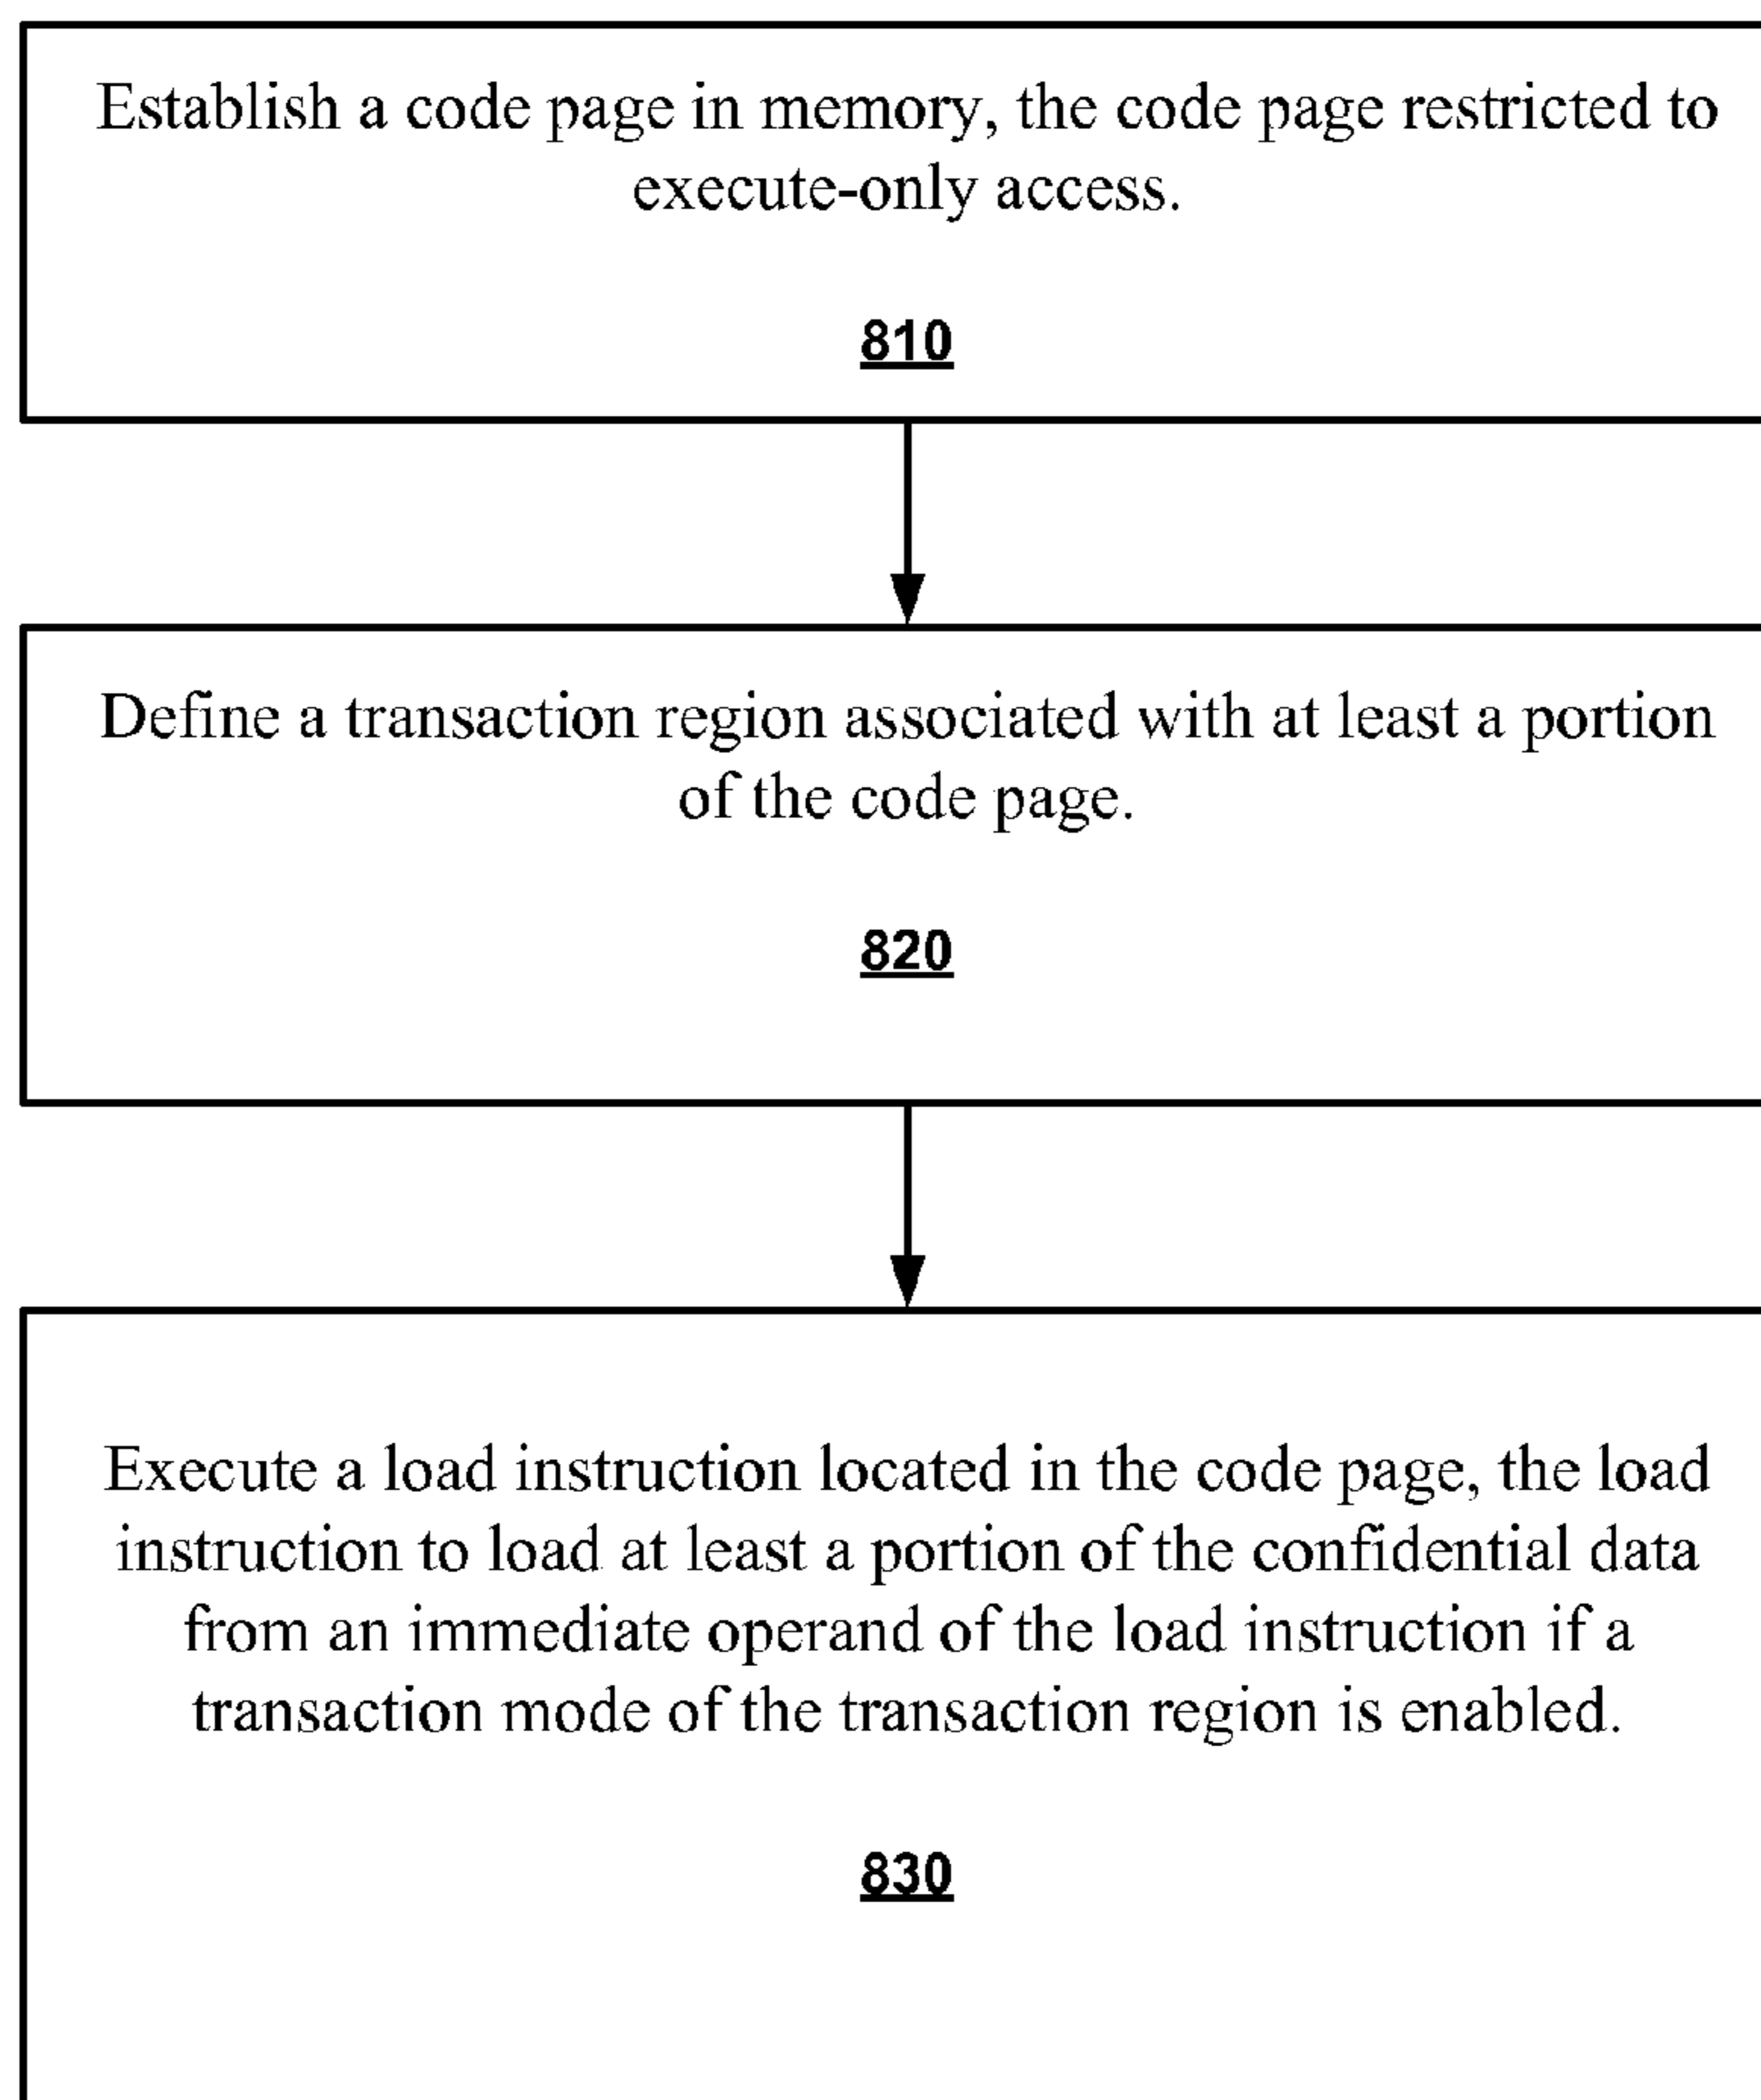 Establish a code page in memory, the code page restricted to
execute-only access.
810
Define a transaction region associated with at least a portion
of the code page.
820
Execute a load instruction located in the code page, the load
instruction to load at least a portion of the confidential data
from an immediate operand of the load instruction if a
transaction mode of the transaction region is enabled.
830